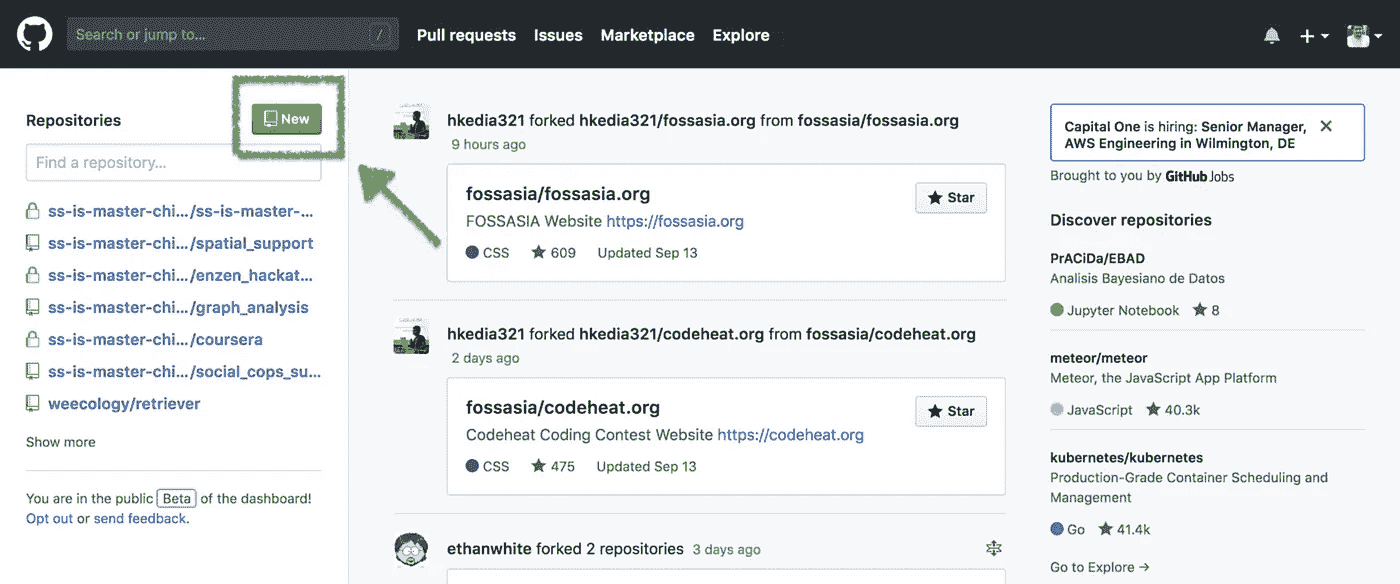 Search or jump to... /
Pull requests Issues Marketplace Explore
Repositories
New
Find a repository...
ss-is-master-chi.../ss-is-master-...
ss-is-master-chi.../spatial_support
ss-is-master-chi.../enzen_hackat...
ss-is-master-chi.../graph_analysis
ss-is-master-chi.../coursera
ss-is-master-chi.../social_cops_su...
weecology/retriever
Show more
You are in the public Beta of the dashboard!
Opt out or send feedback.
hkedia321 forked hkedia321/fossasia.org from fossasia/fossasia.org
9 hours ago
fossasia/fossasia.org
Star
FOSSASIA Website https://fossasia.org
CSS 609 Updated Sep 13
hkedia321 forked hkedia321/codeheat.org from fossasia/codeheat.org
2 days ago
fossasia/codeheat.org
Star
Codeheat Coding Contest Website https://codeheat.org
CSS 475 Updated Sep 13
ethanwhite forked 2 repositories 3 days ago
Capital One is hiring: Senior Manager,
AWS Engineering in Wilmington, DE
Brought to you by GitHub Jobs
Discover repositories
PrACiDa/EBAD
Analisis Bayesiano de Datos
Jupyter Notebook 8
meteor/meteor
Meteor, the JavaScript App Platform
JavaScript 40.3k
kubernetes/kubernetes
Production-Grade Container Scheduling and
Management
Go 41.4k
Go to Explore →